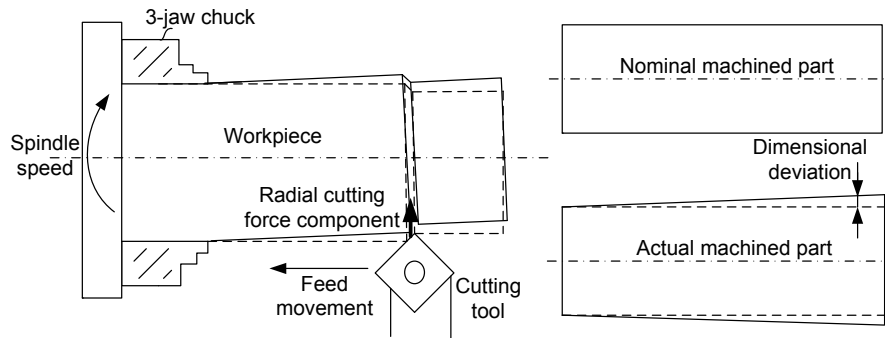 3-jaw chuck
Spindle
speed
Workpiece
Radial cutting
force component
Feed
movement
Cutting
tool
Nominal machined part
Dimensional
deviation
Actual machined part